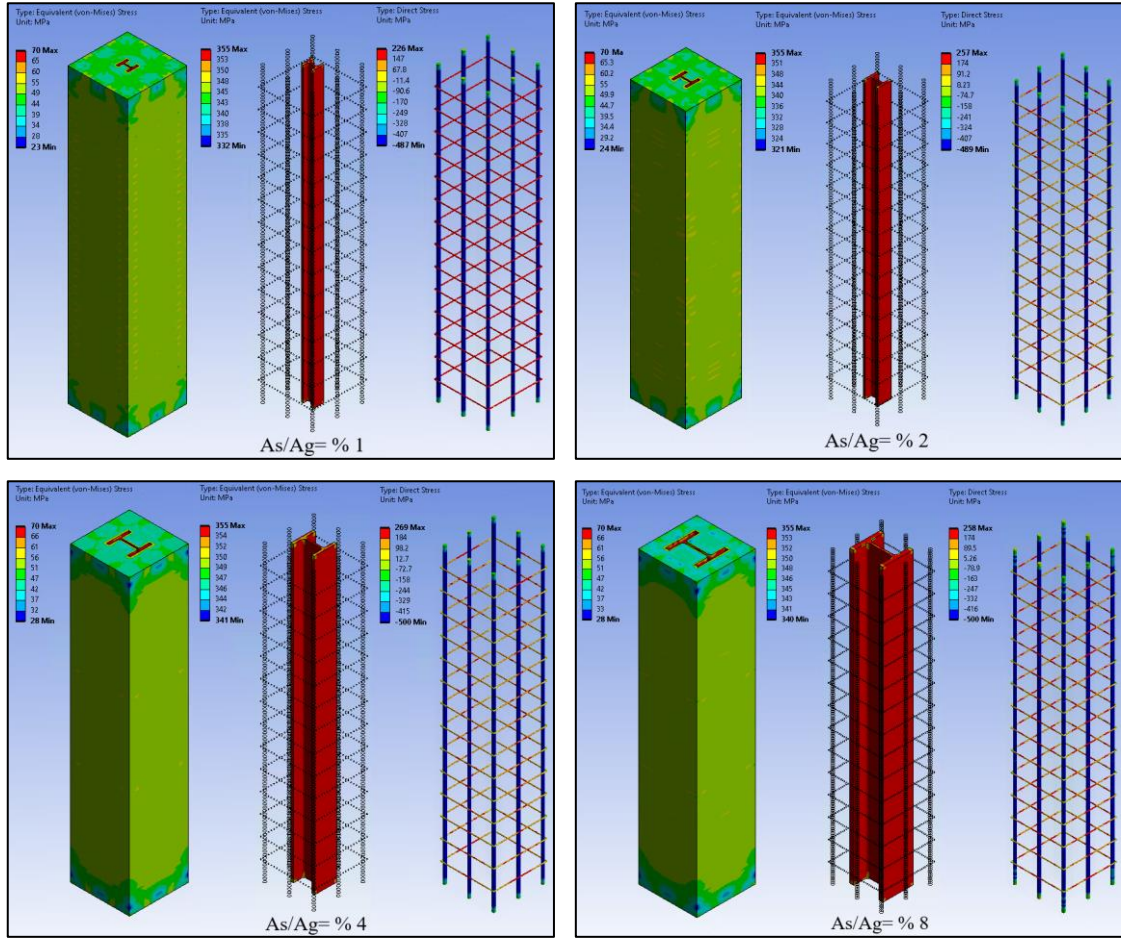 Type: Equivalent (von-Mises) Stress
Unit: MPa
70 Max
65
60
55
49
44
39
34
28
23 Min
Type: Equivalent (von-Mises) Stress
Unit: MPa
355 Max
353
350
348
345
343
340
338
335
332 Min
Type: Direct Stress
Unit: MPa
226 Max
147
67.8
-11.4
-90.6
-170
-249
-328
-407
-487 Min
As/Ag= % 1
Type: Equivalent (von-Mises) Stress
Unit: MPa
70 Ma
65.3
60.2
55
49.9
44.7
39.5
34.4
29.2
24 Min
Type: Equivalent (von-Mises) Stress
Unit: MPa
355 Max
351
348
344
340
336
332
328
324
321 Min
Type: Direct Stress
Unit: MPa
257 Max
174
91.2
8.23
-74.7
-158
-241
-324
-407
-489 Min
As/Ag= % 2
Type: Equivalent (von-Mises) Stress
Unit: MPa
70 Max
66
61
56
51
47
42
37
32
28 Min
Type: Equivalent (von-Mises) Stress
Unit: MPa
355 Max
354
352
350
349
347
346
344
342
341 Min
Type: Direct Stress
Unit: MPa
269 Max
184
98.2
12.7
-72.7
-158
-244
-329
-415
-500 Min
As/Ag= % 4
Type: Equivalent (von-Mises) Stress
Unit: MPa
70 Max
66
61
56
51
47
42
37
33
28 Min
Type: Equivalent (von-Mises) Stress
Unit: MPa
355 Max
353
352
350
348
346
345
343
341
340 Min
Type: Direct Stress
Unit: MPa
258 Max
174
89.5
5.26
-78.9
-163
-247
-332
-416
-500 Min
As/Ag= % 8